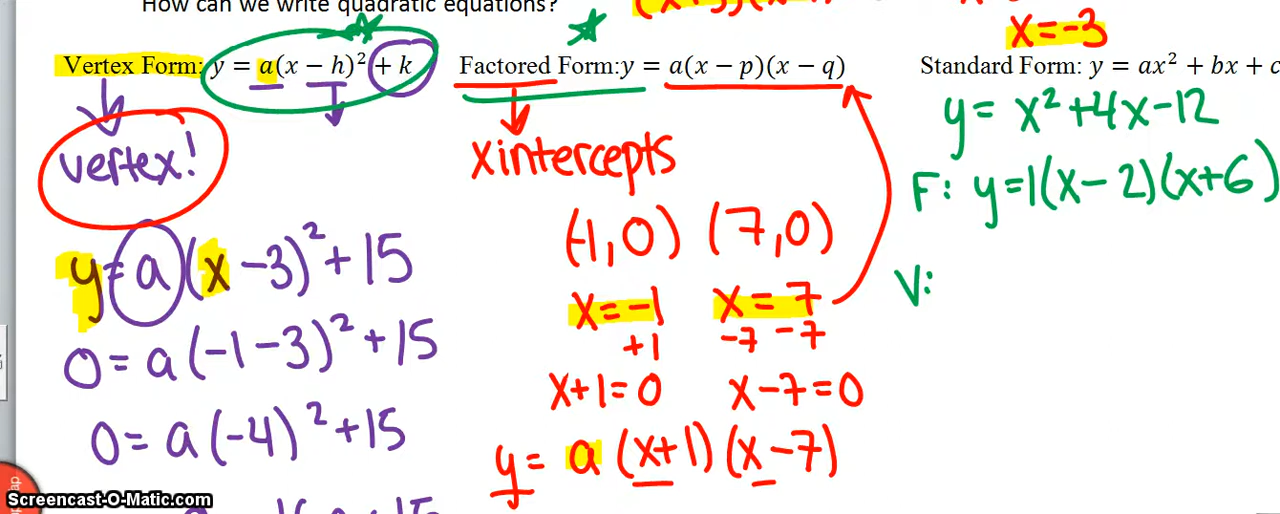 How can we write quadratic equations?
x=-3
Vertex Form: y = a(x − h)² + k
Factored Form:y = a(x − p)(x − q)
Standard Form: y = ax² + bx + c
vertex!
xintercepts
y = x² +4x-12
F: y=1(x-2)(x+6)
(-1,0) (7,0)
y=a(x-3)²+15
V:
x=-1 x=7
+1 -7 -7
0=a(-1-3)²+15
x+1=0 x-7=0
0=a(-4)²+15
y= a(x+1)(x-7)
Screencast-O-Matic.com